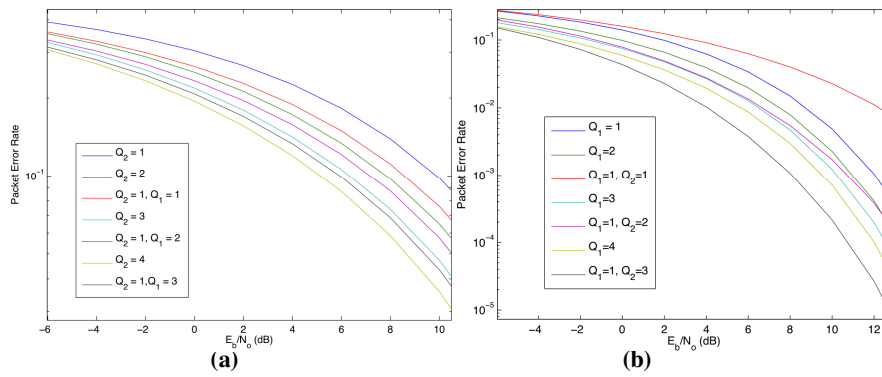 Packet Error Rate
10^-1
Q_2 = 1
Q_2 = 2
Q_2 = 1, Q_1 = 1
Q_2 = 3
Q_2 = 1, Q_1 = 2
Q_2 = 4
Q_2 = 1,Q_1 = 3
-6 -4 -2 0 2 4 6 8 10
E_b/N_o (dB)
(a)
Packet Error Rate
10^-1
10^-2
10^-3
10^-4
10^-5
Q_1 = 1
Q_1=2
Q_1=1, Q_2=1
Q_1=3
Q_1=1, Q_2=2
Q_1=4
Q_1=1, Q_2=3
-4 -2 0 2 4 6 8 10 12
E_b/N_o (dB)
(b)